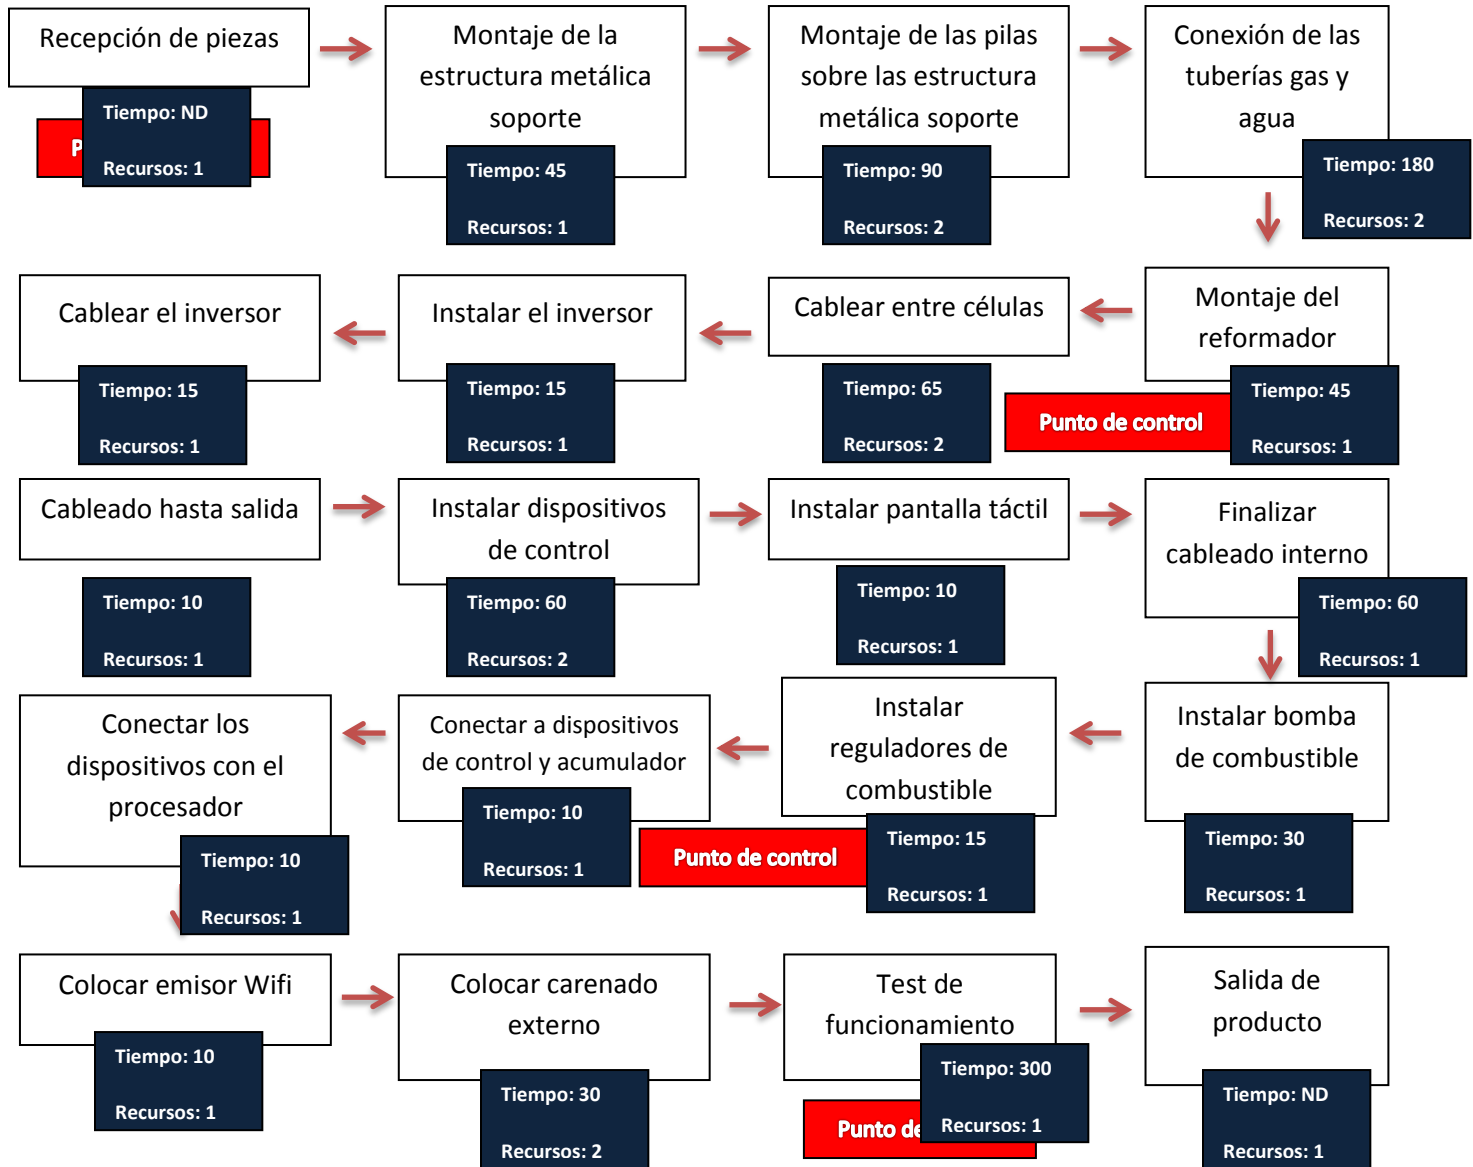 Recepción de piezas
Tiempo: ND
Recursos: 1
Montaje de la
estructura metálica
soporte
Tiempo: 45
Recursos: 1
Montaje de las pilas
sobre las estructura
metálica soporte
Tiempo: 90
Recursos: 2
Conexión de las
tuberías gas y
agua
Tiempo: 180
Recursos: 2
Cablear el inversor
Tiempo: 15
Recursos: 1
Instalar el inversor
Tiempo: 15
Recursos: 1
Cablear entre células
Tiempo: 65
Recursos: 2
Montaje del
reformador
Punto de control
Tiempo: 45
Recursos: 1
Cableado hasta salida
Tiempo: 10
Recursos: 1
Instalar dispositivos
de control
Tiempo: 60
Recursos: 2
Instalar pantalla táctil
Tiempo: 10
Recursos: 1
Finalizar
cableado interno
Tiempo: 60
Recursos: 1
Conectar los
dispositivos con el
procesador
Tiempo: 10
Recursos: 1
Conectar a dispositivos
de control y acumulador
Tiempo: 10
Recursos: 1
Instalar
reguladores de
combustible
Punto de control
Tiempo: 15
Recursos: 1
Instalar bomba
de combustible
Tiempo: 30
Recursos: 1
Colocar emisor Wifi
Tiempo: 10
Recursos: 1
Colocar carenado
externo
Tiempo: 30
Recursos: 2
Test de
funcionamiento
Tiempo: 300
Recursos: 1
Punto de
Salida de
producto
Tiempo: ND
Recursos: 1